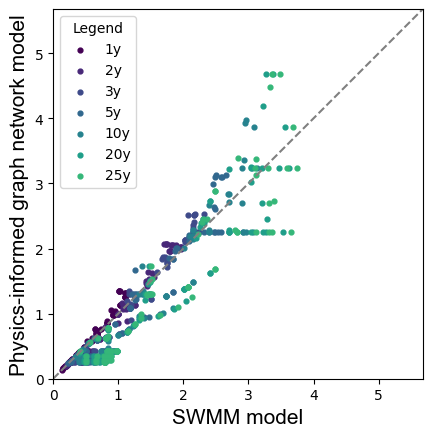 Legend
1y
2y
3y
5y
10y
20y
25y
Physics-informed graph network model
5
4
3
2
1
0
0 1 2 3 4 5
SWMM model